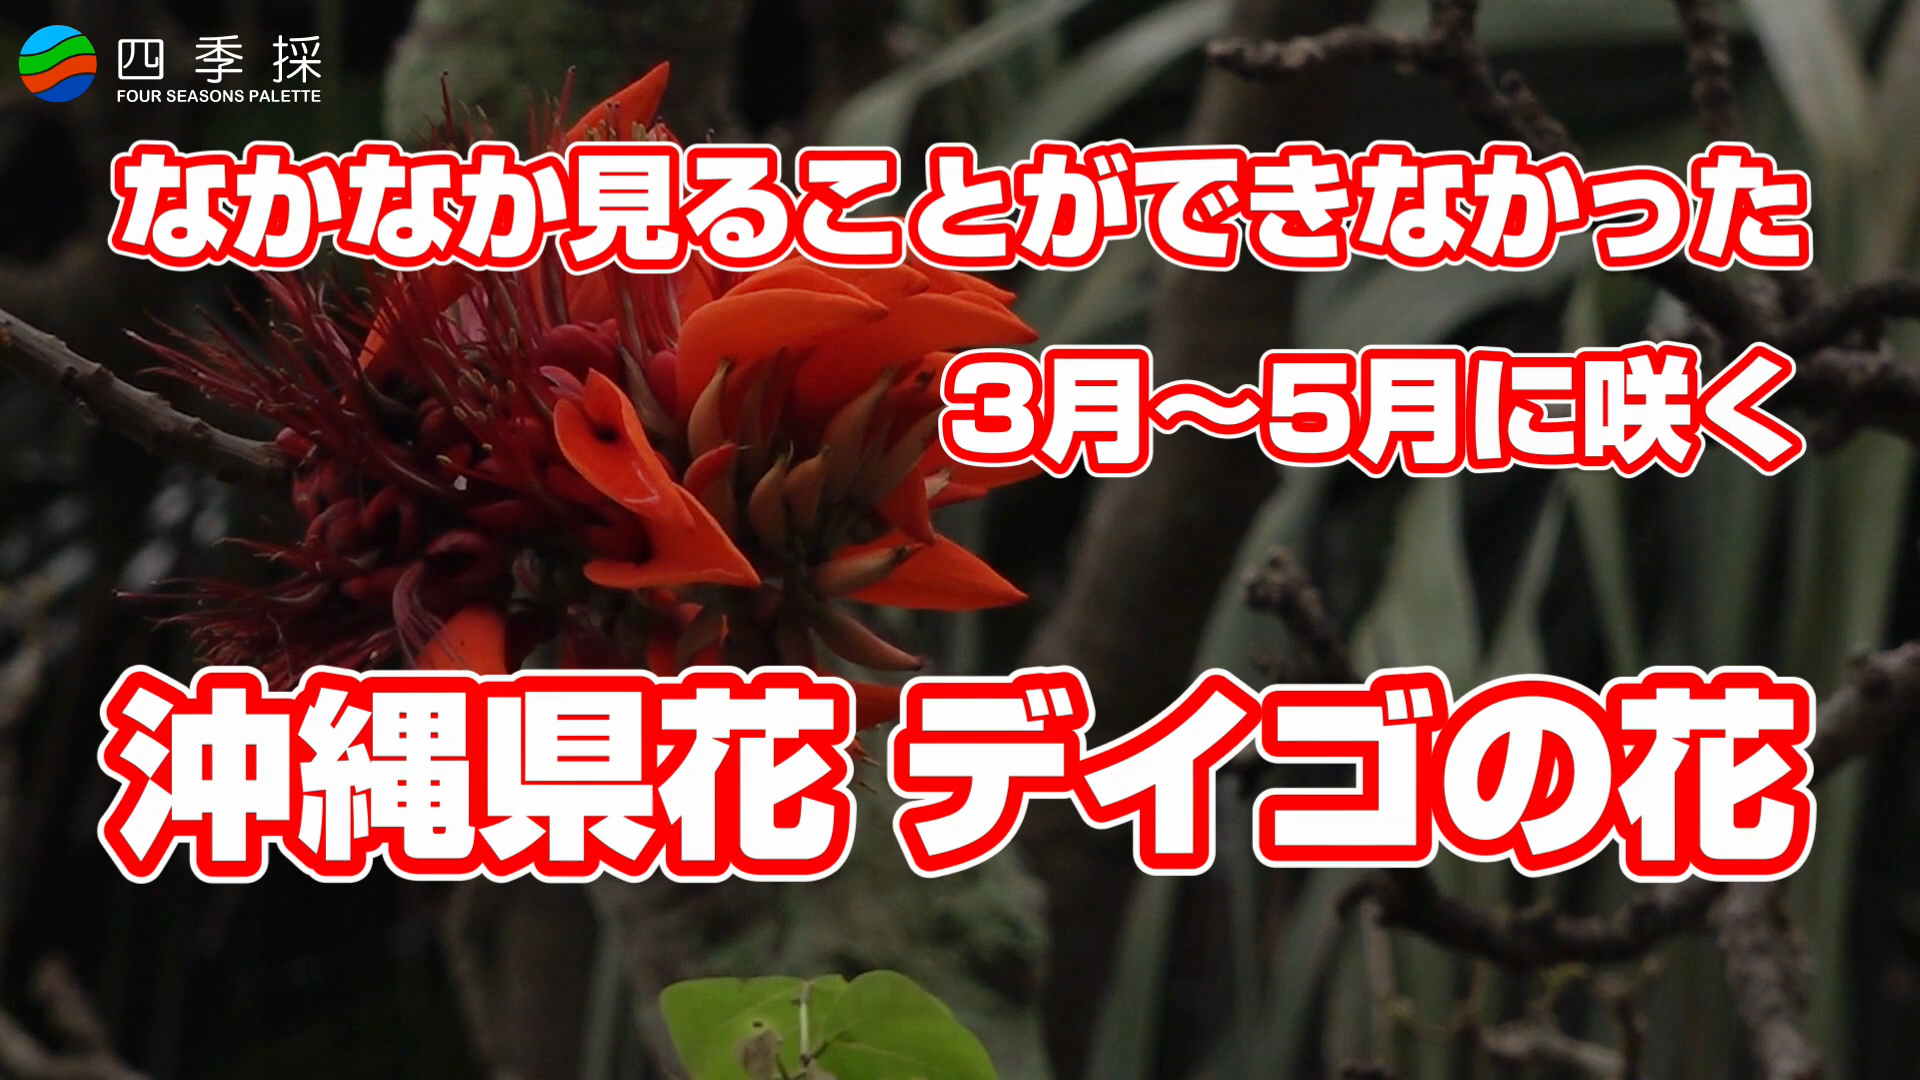 四季採
FOUR SEASONS PALETTE
なかなか見ることができなかった
3月～5月に咲く
沖縄県花 デイゴの花